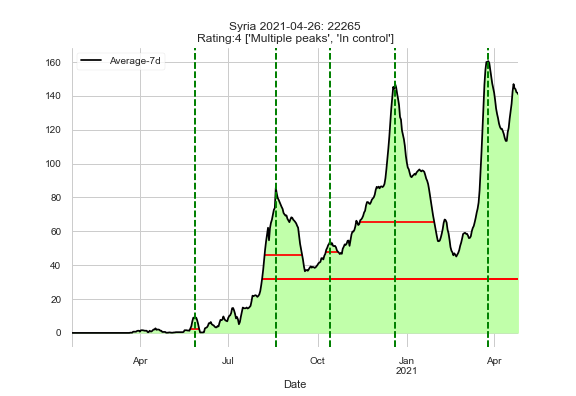 Syria 2021-04-26: 22265
Rating:4 ['Multiple peaks', 'In control']
Average-7d
160
140
120
100
80
60
40
20
0
Apr
Jul
Oct
Jan
2021
Apr
Date